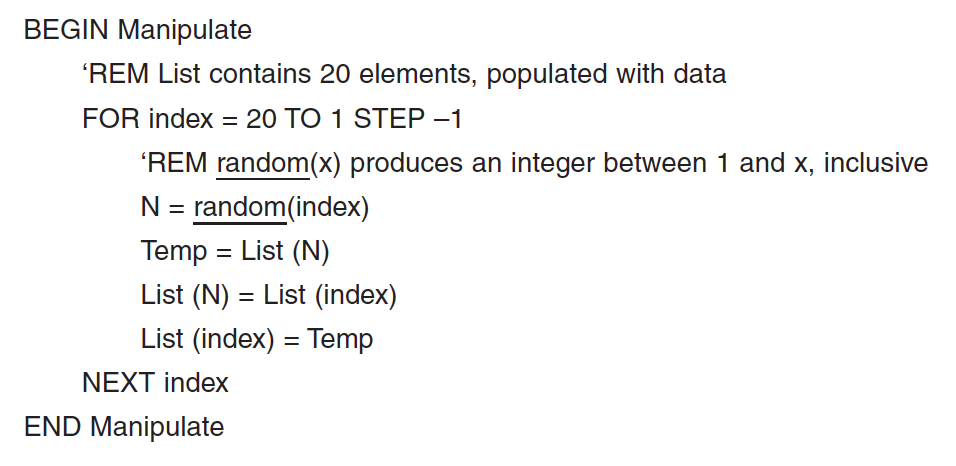 BEGIN Manipulate
‘REM List contains 20 elements, populated with data
FOR index = 20 TO 1 STEP –1
‘REM random(x) produces an integer between 1 and x, inclusive
N = random(index)
Temp = List (N)
List (N) = List (index)
List (index) = Temp
NEXT index
END Manipulate